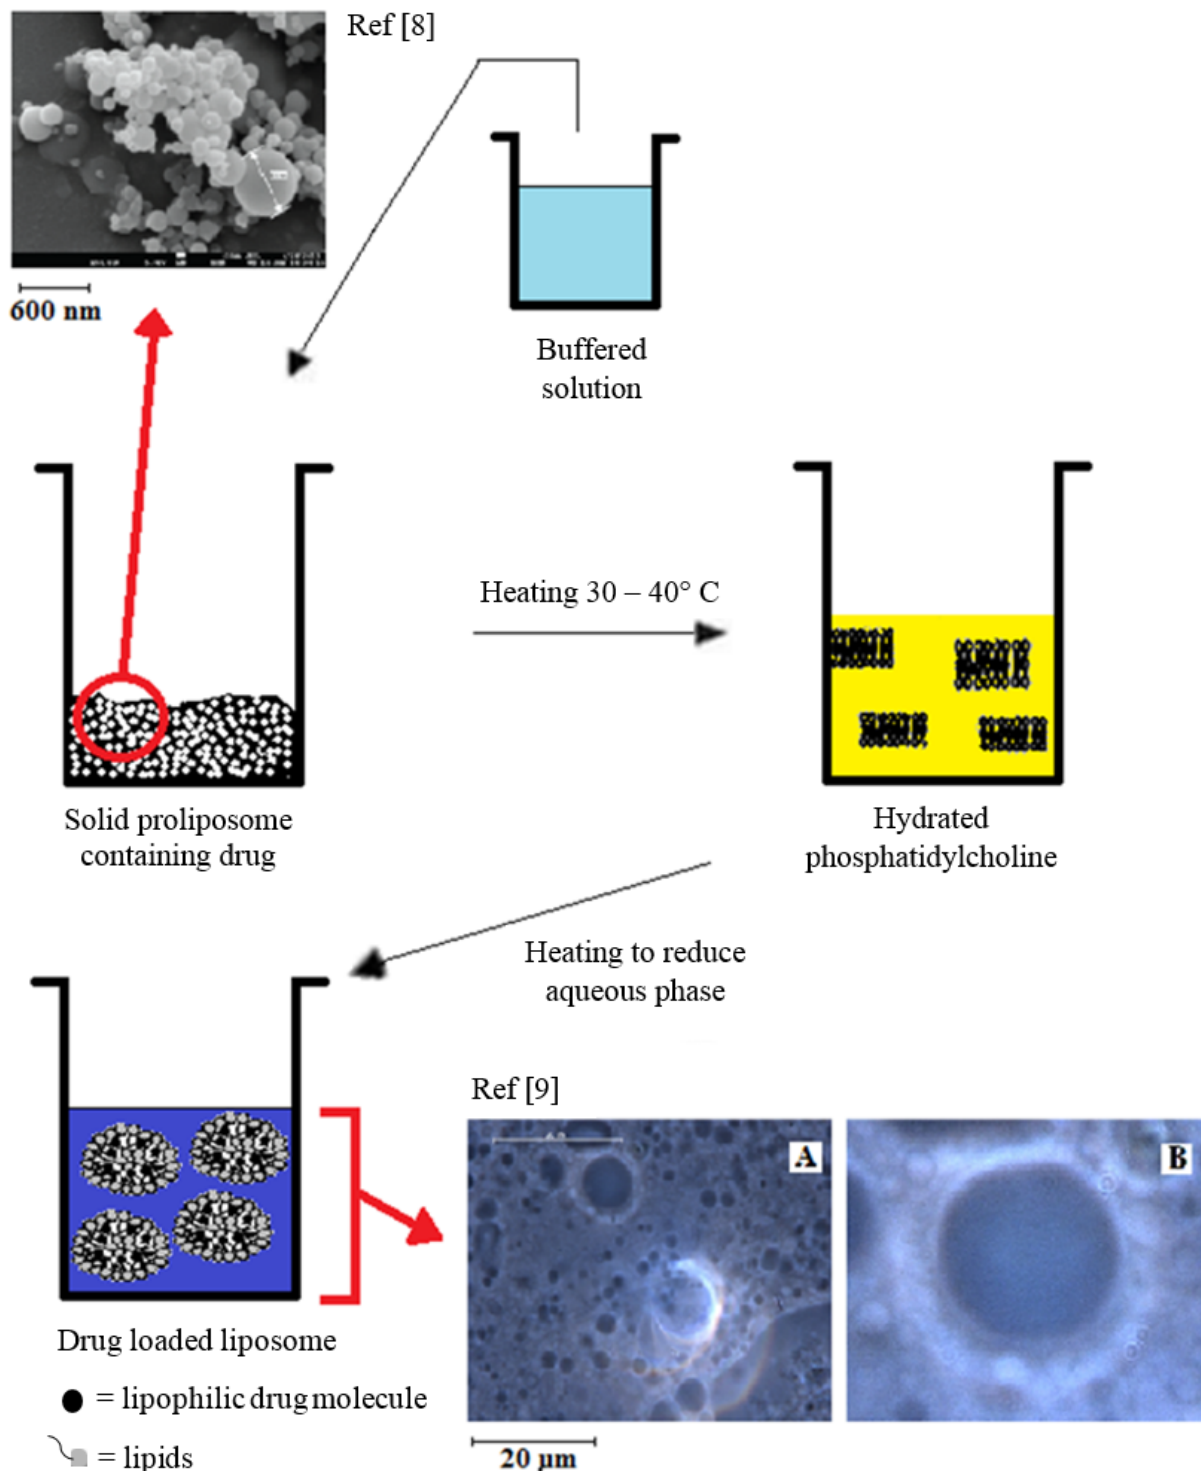 Ref [8]
600 nm
Buffered
solution
Heating 30 – 40° C
Solid proliposome
containing drug
Hydrated
phosphatidylcholine
Heating to reduce
aqueous phase
Ref [9]
A
B
Drug loaded liposome
= lipophilic drug molecule
= lipids
20 µm